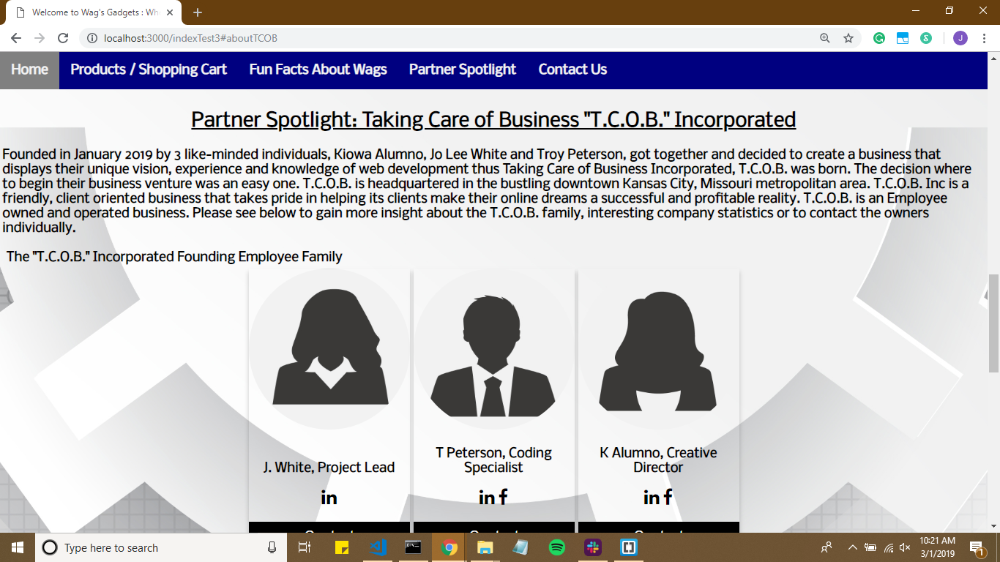 Welcome to Wag's Gadgets : Wh
localhost:3000/indexTest3#aboutTCOB
J
Home Products / Shopping Cart Fun Facts About Wags Partner Spotlight Contact Us
Partner Spotlight: Taking Care of Business "T.C.O.B." Incorporated
Founded in January 2019 by 3 like-minded individuals, Kiowa Alumno, Jo Lee White and Troy Peterson, got together and decided to create a business that
displays their unique vision, experience and knowledge of web development thus Taking Care of Business Incorporated, T.C.O.B. was born. The decision where
to begin their business venture was an easy one. T.C.O.B. is headquartered in the bustling downtown Kansas City, Missouri metropolitan area. T.C.O.B. Inc is a
friendly, client oriented business that takes pride in helping its clients make their online dreams a successful and profitable reality. T.C.O.B. is an Employee
owned and operated business. Please see below to gain more insight about the T.C.O.B. family, interesting company statistics or to contact the owners
individually.
The "T.C.O.B." Incorporated Founding Employee Family
J. White, Project Lead
in
T Peterson, Coding
Specialist
in f
K Alumno, Creative
Director
in f
Type here to search
10:21 AM
3/1/2019
1